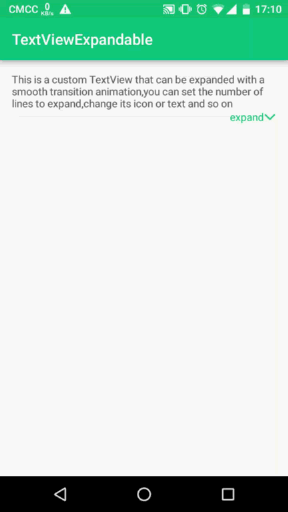 CMCC 0 KB/s 17:10
TextViewExpandable
This is a custom TextView that can be expanded with a
smooth transition animation,you can set the number of
lines to expand,change its icon or text and so on
expand